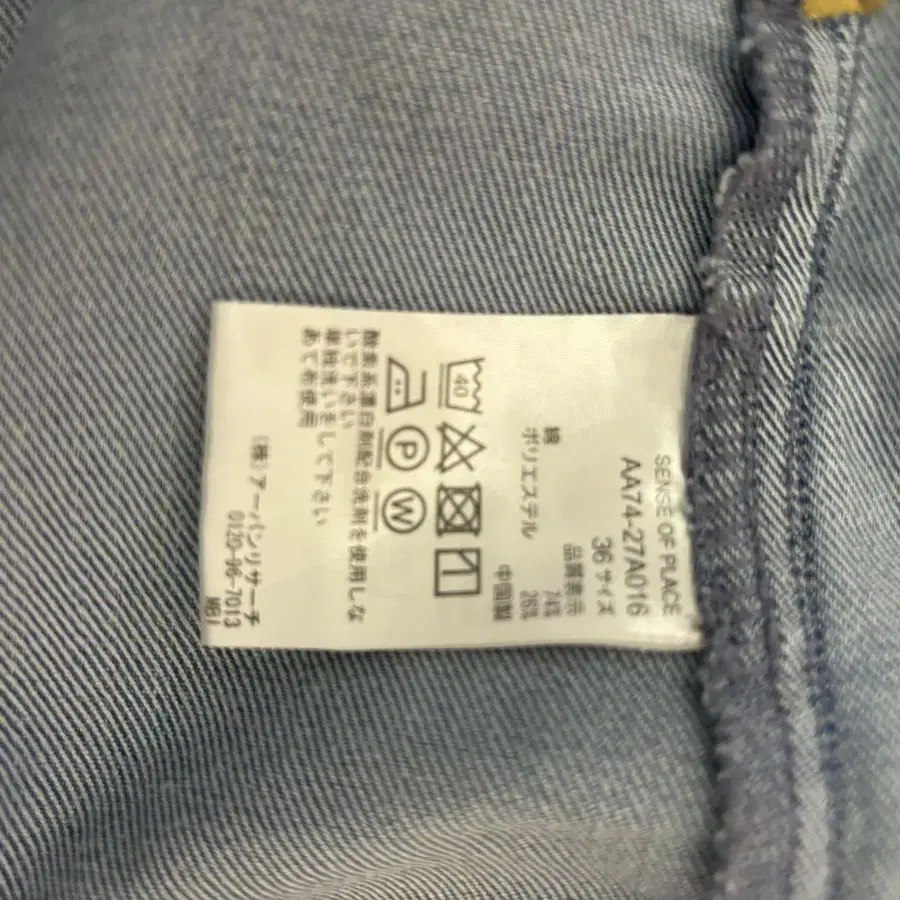 SENSE OF PLACE
AA74-27A016
36サイズ
品質表示
綿 74%
ポリエステル 26%
中国製
40
P W
酸素系漂白剤配合洗剤を使用しな
いで下さい
単独洗いをして下さい
あて布使用
(株)アーバンリサーチ
0120-96-7013